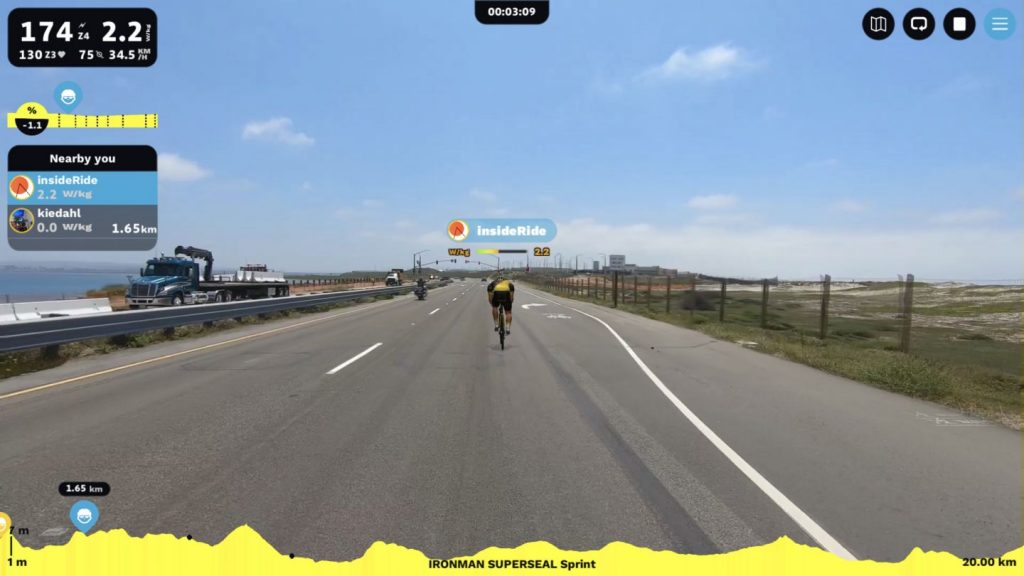 00:03:09
174 Z4 2.2 W/kg
130 Z3 75 34.5 KM/H
%
-1.1
Nearby you
insideRide
2.2 W/kg
kiedahl
0.0 W/kg 1.65km
insideRide
W/kg 2.2
1.65 km
7 m
1 m
IRONMAN SUPERSEAL Sprint
20.00 km